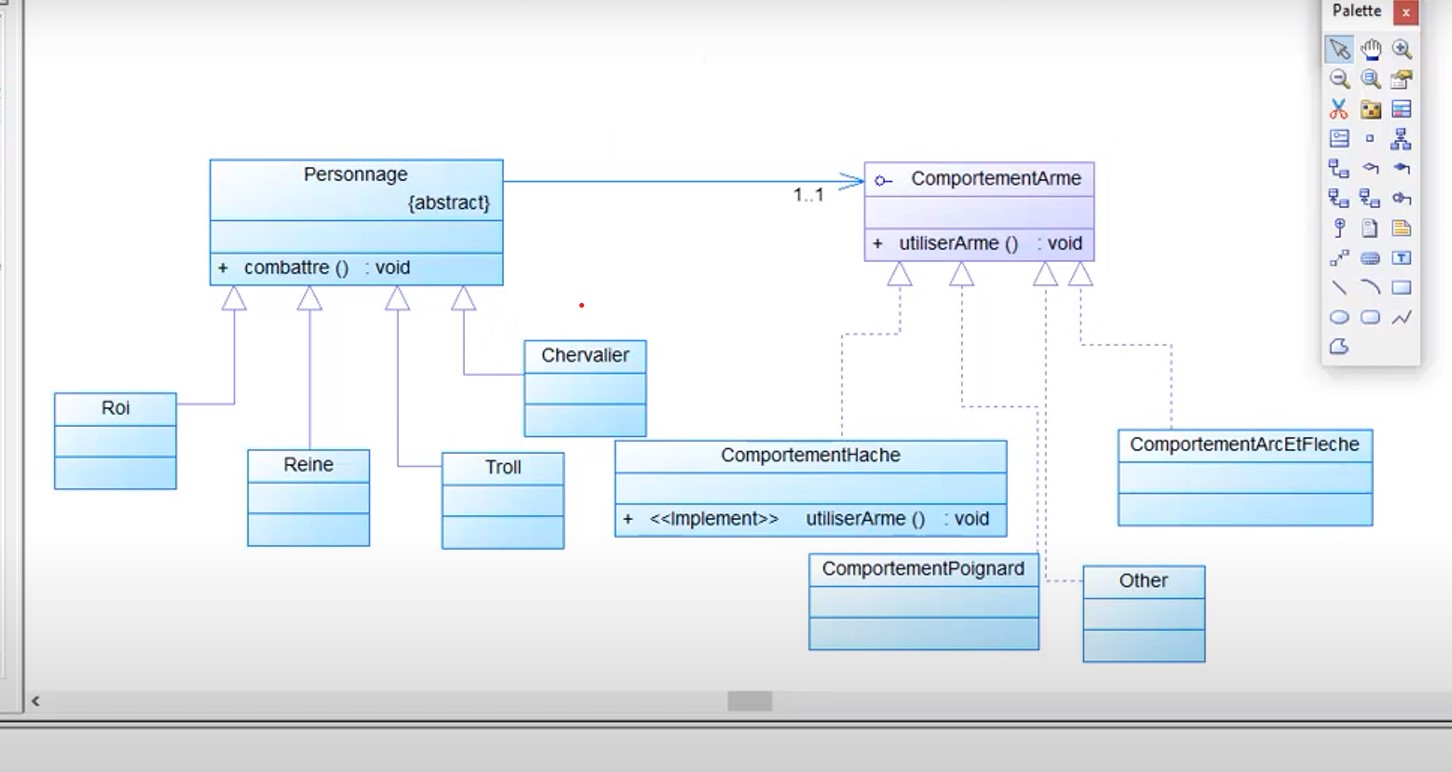 Palette
x
Personnage
{abstract}
+ combattre () : void
1..1
ComportementArme
+ utiliserArme () : void
Chervalier
Roi
Reine
Troll
ComportementHache
+ <<Implement>> utiliserArme () : void
ComportementArcEtFleche
ComportementPoignard
Other